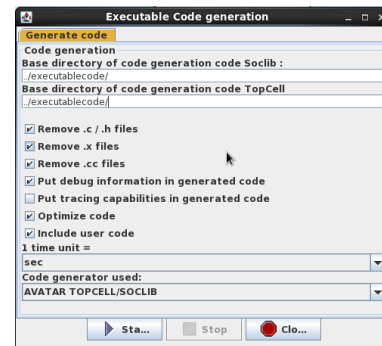 Executable Code generation
Generate code
Code generation
Base directory of code generation code Soclib :
../executablecode/
Base directory of code generation code TopCell
../executablecode/
Remove .c / .h files
Remove .x files
Remove .cc files
Put debug information in generated code
Put tracing capabilities in generated code
Optimize code
Include user code
1 time unit =
sec
Code generator used:
AVATAR TOPCELL/SOCLIB
Sta... Stop Clo...